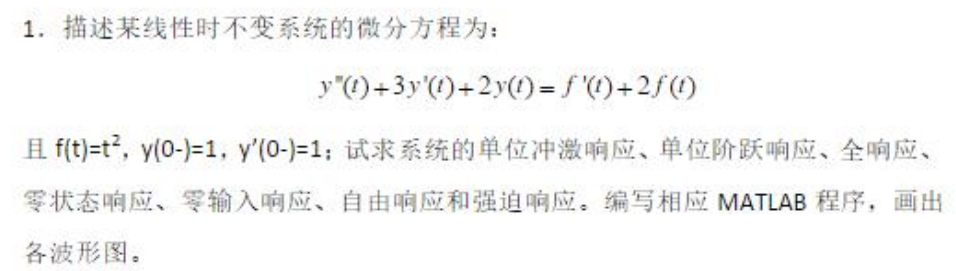 1. 描述某线性时不变系统的微分方程为:
y"(t)+3y'(t)+2y(t)=f'(t)+2f(t)
且 f(t)=t², y(0-)=1, y′(0-)=1; 试求系统的单位冲激响应、单位阶跃响应、全响应、
零状态响应、零输入响应、自由响应和强迫响应。编写相应 MATLAB 程序, 画出
各波形图。